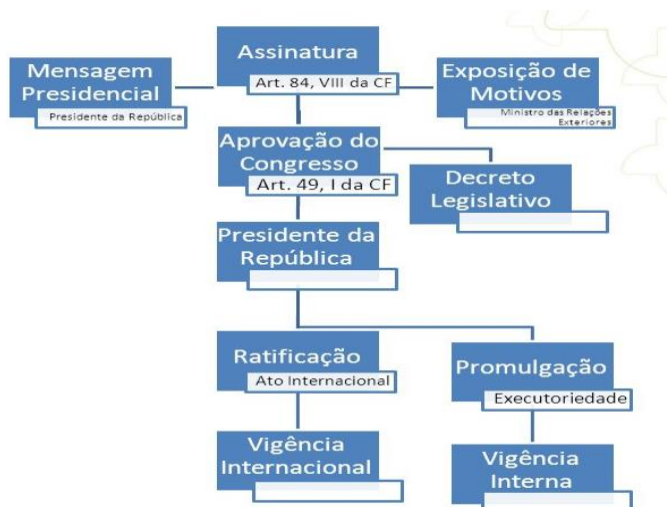 Assinatura
Art. 84, VIII da CF
Mensagem
Presidencial
Presidente da República
Exposição de
Motivos
Ministro das Relações
Exteriores
Aprovação do
Congresso
Art. 49, I da CF
Decreto
Legislativo
Presidente da
República
Ratificação
Ato Internacional
Promulgação
Executoriedade
Vigência
Internacional
Vigência
Interna